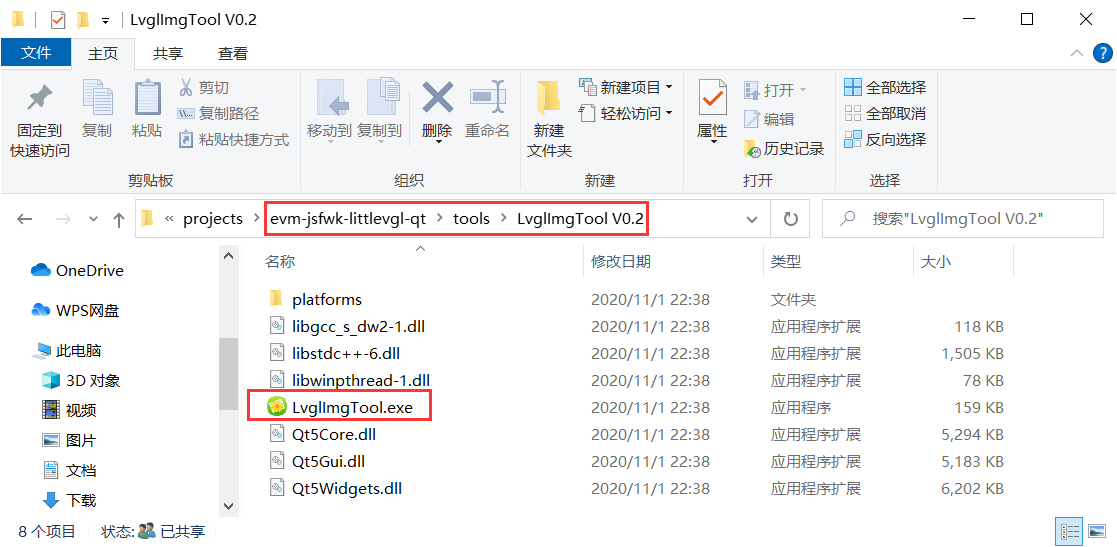 LvglImgTool V0.2
文件 主页 共享 查看
固定到快速访问
复制
粘贴
剪切
复制路径
粘贴快捷方式
剪贴板
移动到
复制到
删除
重命名
组织
新建文件夹
新建项目
轻松访问
新建
属性
打开
编辑
历史记录
打开
全部选择
全部取消
反向选择
选择
« projects > evm-jsfwk-littlevgl-qt > tools > LvglImgTool V0.2
搜索"LvglImgTool V0.2"
OneDrive
WPS网盘
此电脑
3D 对象
视频
图片
文档
下载
名称 修改日期 类型 大小
platforms 2020/11/1 22:38 文件夹
libgcc_s_dw2-1.dll 2020/11/1 22:38 应用程序扩展 118 KB
libstdc++-6.dll 2020/11/1 22:38 应用程序扩展 1,505 KB
libwinpthread-1.dll 2020/11/1 22:38 应用程序扩展 78 KB
LvglImgTool.exe 2020/11/1 22:38 应用程序 159 KB
Qt5Core.dll 2020/11/1 22:38 应用程序扩展 5,294 KB
Qt5Gui.dll 2020/11/1 22:38 应用程序扩展 5,183 KB
Qt5Widgets.dll 2020/11/1 22:38 应用程序扩展 6,202 KB
8 个项目 状态: 已共享